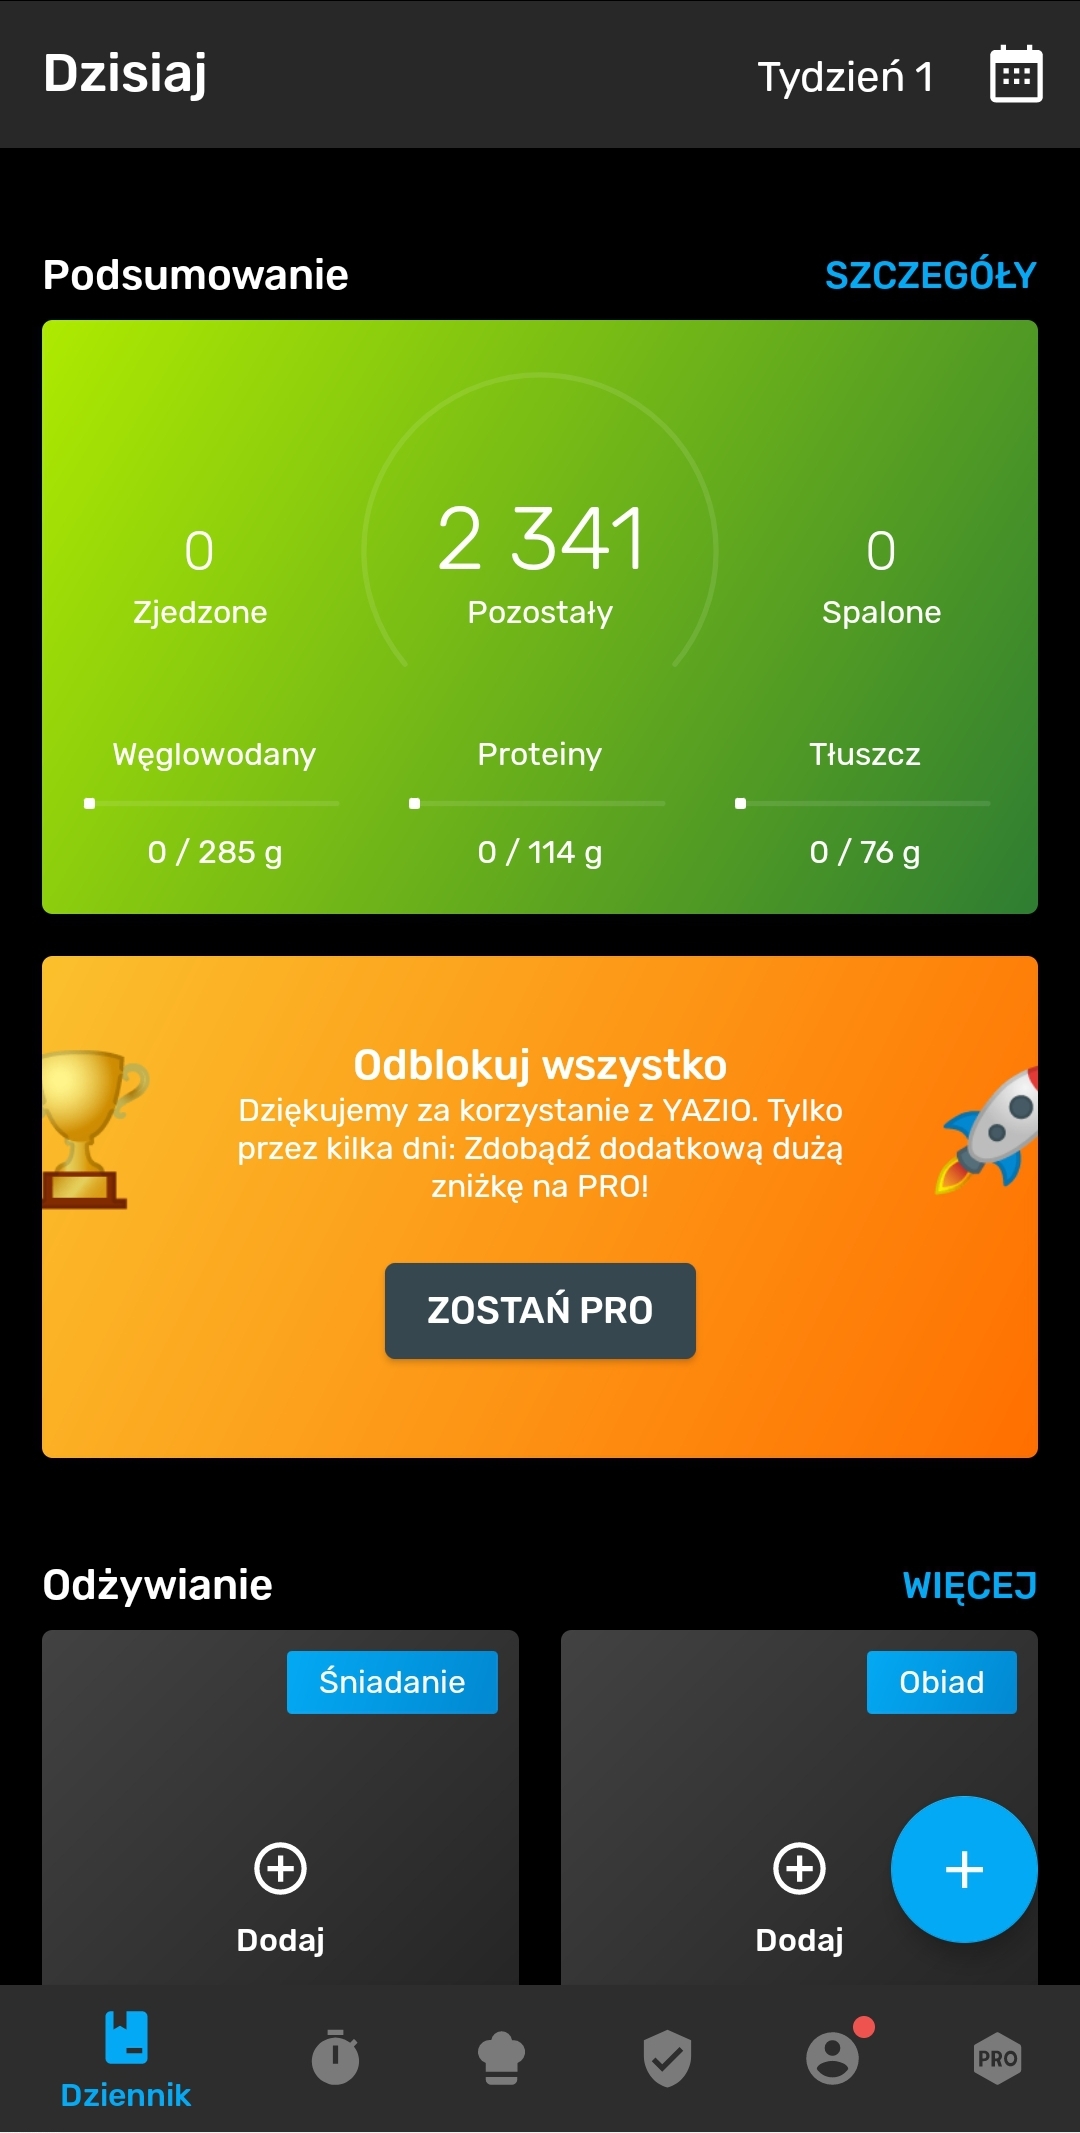 Dzisiaj
Tydzień 1
Podsumowanie
SZCZEGÓŁY
0
Zjedzone
2 341
Pozostały
0
Spalone
Węglowodany
0 / 285 g
Proteiny
0 / 114 g
Tłuszcz
0 / 76 g
Odblokuj wszystko
Dziękujemy za korzystanie z YAZIO. Tylko
przez kilka dni: Zdobądź dodatkową dużą
zniżkę na PRO!
ZOSTAŃ PRO
Odżywianie
WIĘCEJ
Śniadanie
Dodaj
Obiad
Dodaj
Dziennik
PRO